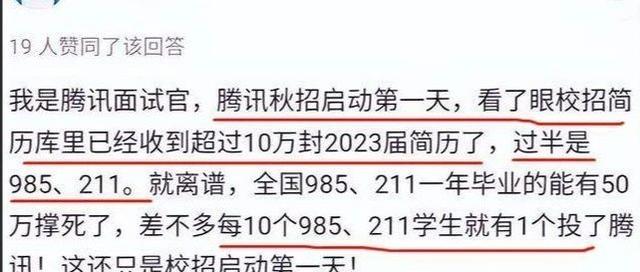 19 人赞同了该回答
我是腾讯面试官，腾讯秋招启动第一天，看了眼校招简
历库里已经收到超过10万封2023届简历了，过半是
985、211。就离谱，全国985、211一年毕业的能有50
万撑死了，差不多每10个985、211学生就有1个投了腾
讯！这还只是校招启动第一天！